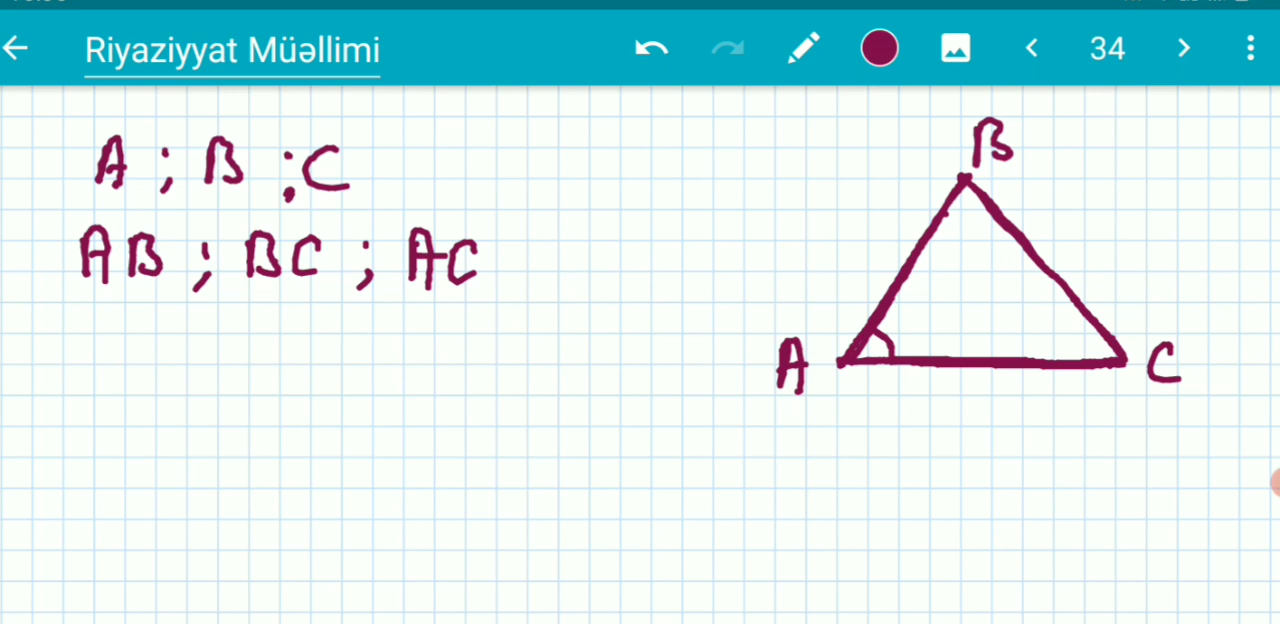 Riyaziyyat Müəllimi
34
A ; B ; C
AB ; BC ; AC
B
A
C